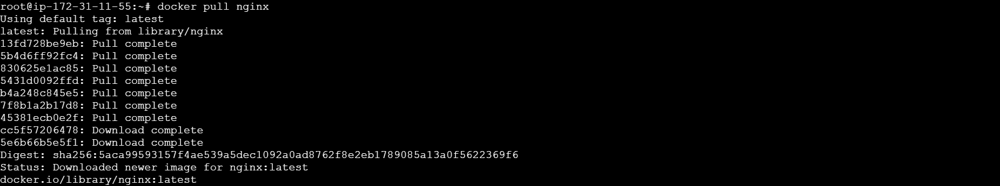 root@ip-172-31-11-55:~# docker pull nginx
Using default tag: latest
latest: Pulling from library/nginx
13fd728be9eb: Pull complete
5b4d6ff92fc4: Pull complete
830625e1ac85: Pull complete
5431d0092ffd: Pull complete
b4a248c845e5: Pull complete
7f8b1a2b17d8: Pull complete
45381ecb0e2f: Pull complete
cc5f57206478: Download complete
5e6b66b5e5f1: Download complete
Digest: sha256:5aca99593157f4ae539a5dec1092a0ad8762f8e2eb1789085a13a0f5622369f6
Status: Downloaded newer image for nginx:latest
docker.io/library/nginx:latest